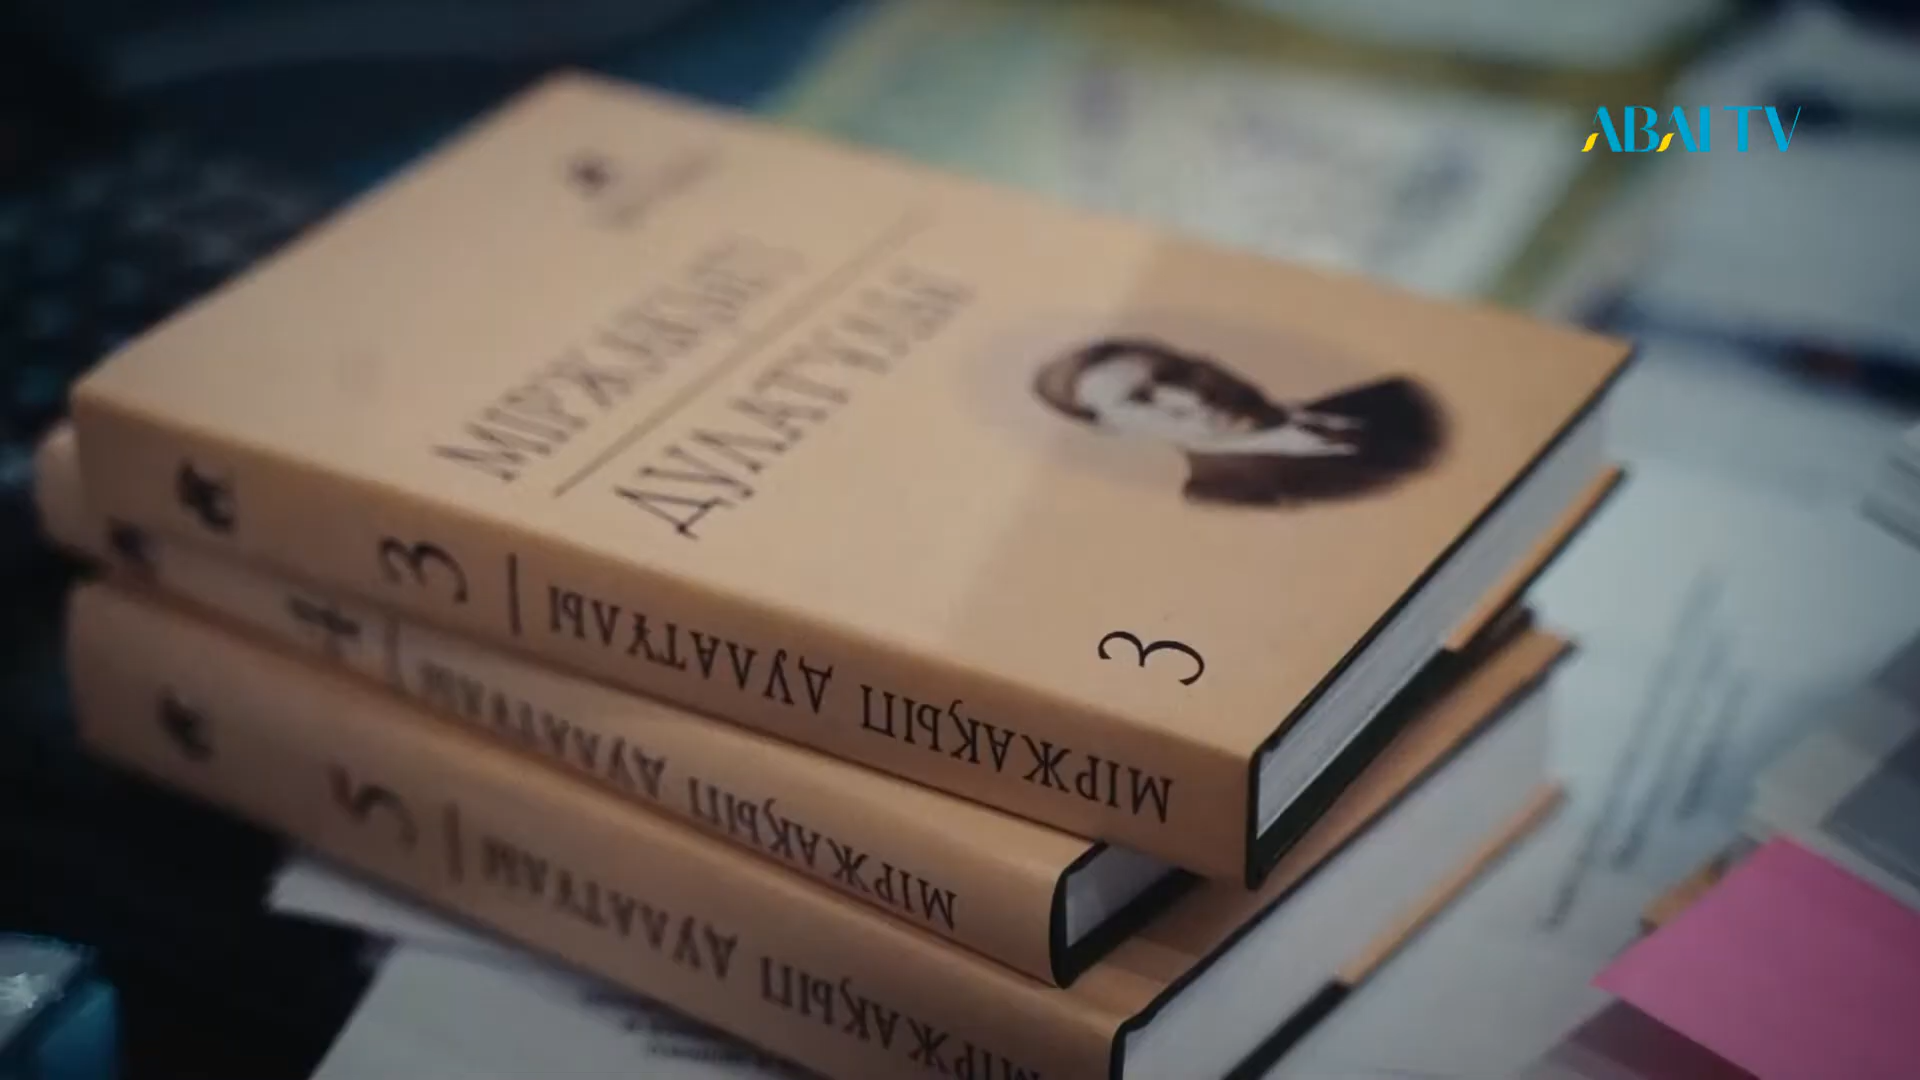 ABAI TV
МІРЖАҚЫП
ДУЛАТҰЛЫ
3
МІРЖАҚЫП ДУЛАТҰЛЫ | 3
МІРЖАҚЫП ДУЛАТҰЛЫ | 4
МІРЖАҚЫП ДУЛАТҰЛЫ | 5